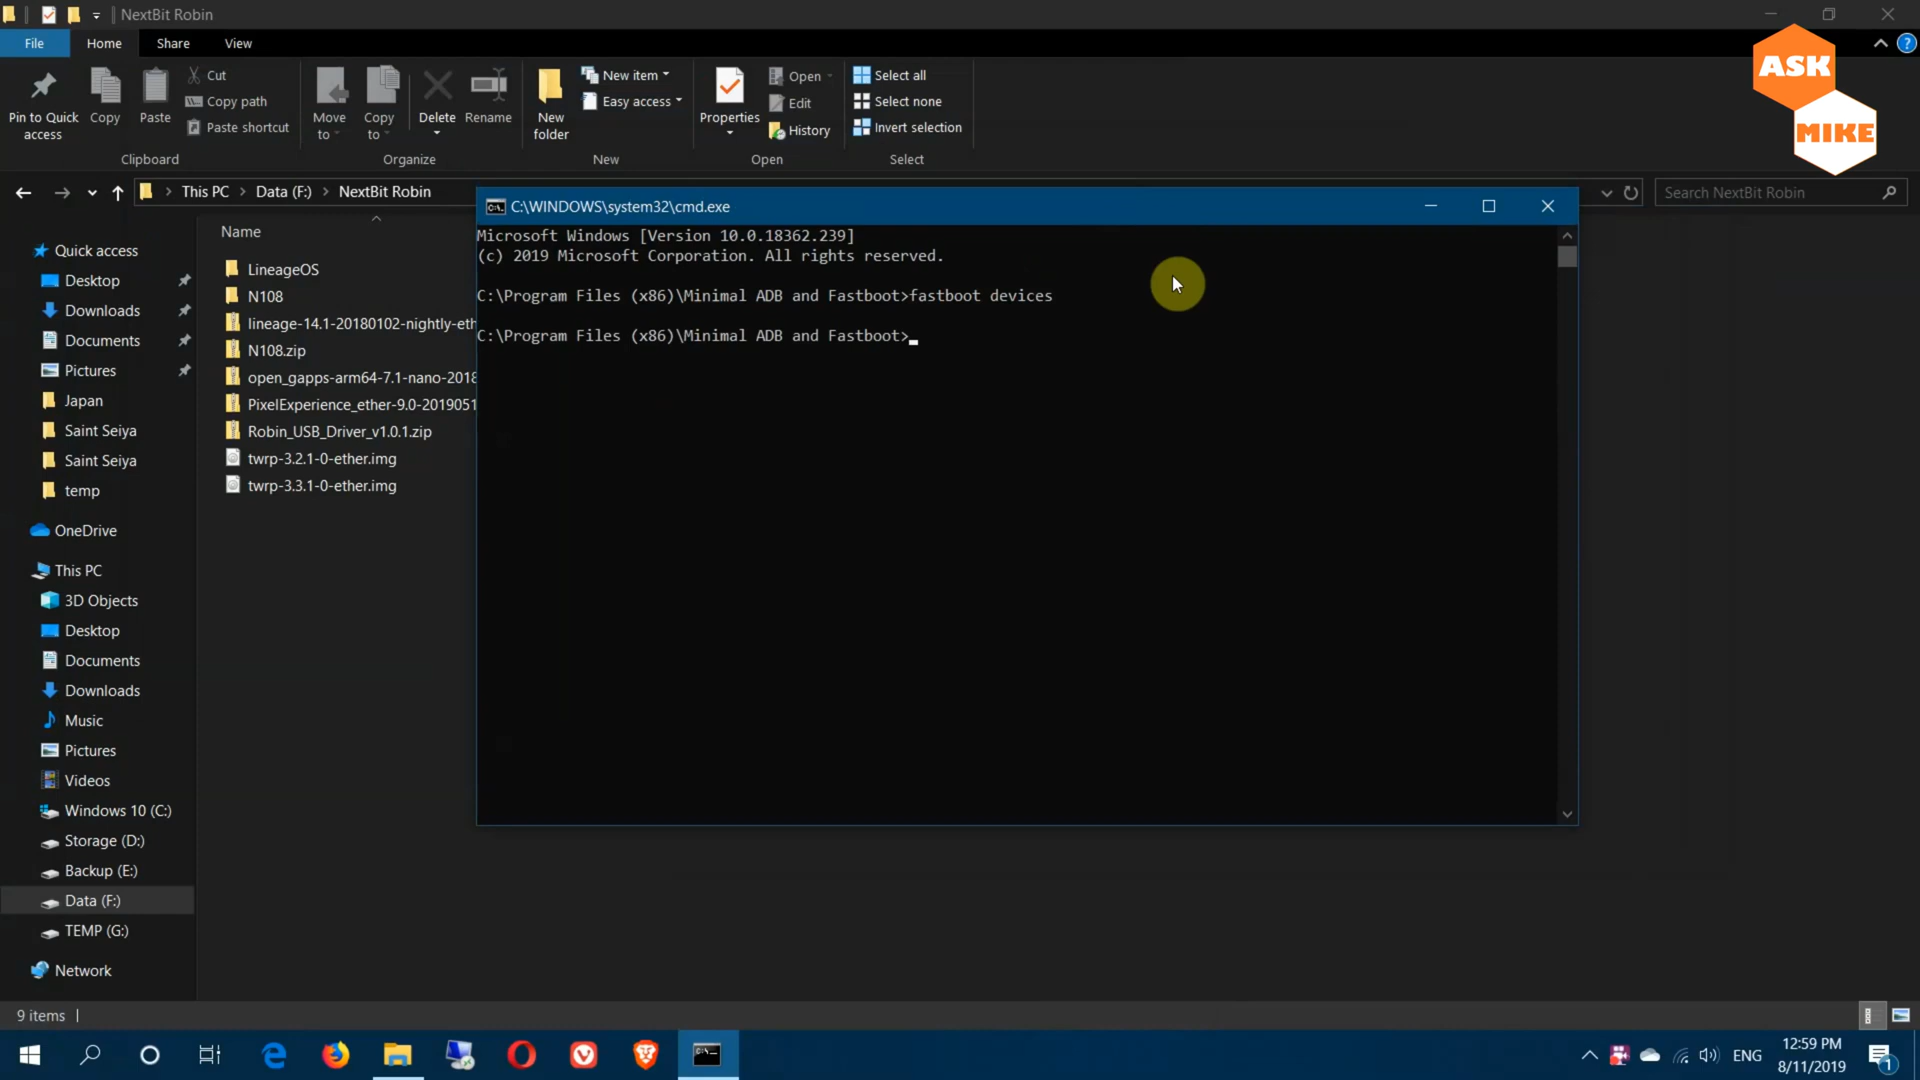 NextBit Robin
File
Home
Share
View
ASK
MIKE
Pin to Quick
access
Copy
Paste
Cut
Copy path
Paste shortcut
Move
to
Copy
to
Delete
Rename
New
folder
New item
Easy access
Properties
Open
Edit
History
Select all
Select none
Invert selection
Clipboard
Organize
New
Open
Select
This PC
Data (F:)
NextBit Robin
Search NextBit Robin
C:\WINDOWS\system32\cmd.exe
Microsoft Windows [Version 10.0.18362.239]
(c) 2019 Microsoft Corporation. All rights reserved.
C:\Program Files (x86)\Minimal ADB and Fastboot>fastboot devices
C:\Program Files (x86)\Minimal ADB and Fastboot>
Name
LineageOS
N108
lineage-14.1-20180102-nightly-eth
N108.zip
open_gapps-arm64-7.1-nano-2018
PixelExperience_ether-9.0-2019051
Robin_USB_Driver_v1.0.1.zip
twrp-3.2.1-0-ether.img
twrp-3.3.1-0-ether.img
Quick access
Desktop
Downloads
Documents
Pictures
Japan
Saint Seiya
Saint Seiya
temp
OneDrive
This PC
3D Objects
Desktop
Documents
Downloads
Music
Pictures
Videos
Windows 10 (C:)
Storage (D:)
Backup (E:)
Data (F:)
TEMP (G:)
Network
9 items
ENG
12:59 PM
8/11/2019
1